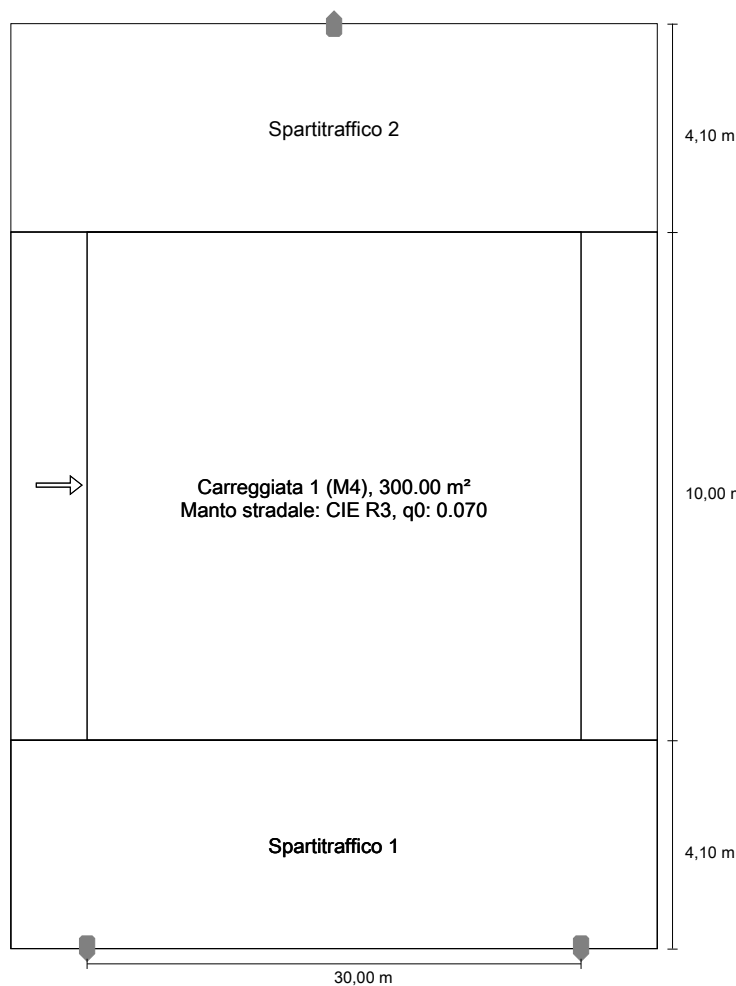 Spartitraffico 2
4,10 m
Carreggiata 1 (M4), 300.00 m²
Manto stradale: CIE R3, q0: 0.070
10,00 m
Spartitraffico 1
4,10 m
30,00 m